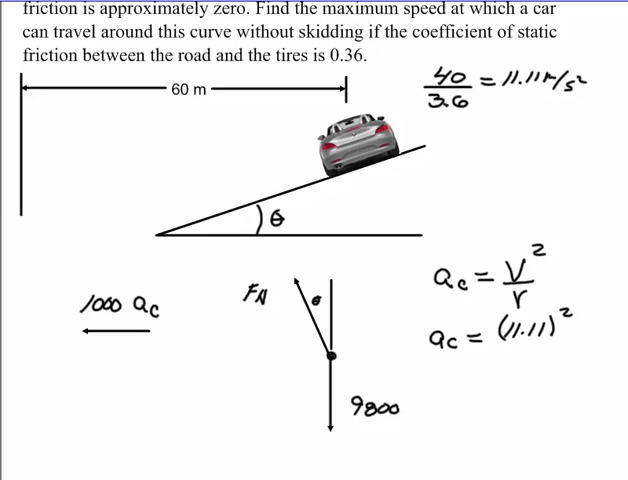 friction is approximately zero. Find the maximum speed at which a car
can travel around this curve without skidding if the coefficient of static
friction between the road and the tires is 0.36.
60 m
40/3.6 = 11.11 m/s²
θ
1000 ac
FN
θ
9800
ac = V²/r
ac = (11.11)²